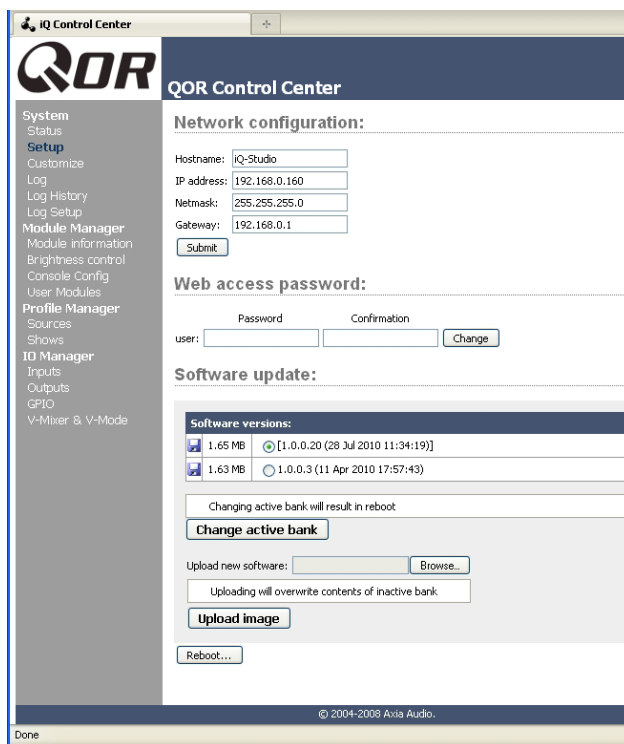 iQ Control Center
QOR
QOR Control Center
System
Status
Setup
Customize
Log
Log History
Log Setup
Module Manager
Module information
Brightness control
Console Config
User Modules
Profile Manager
Sources
Shows
IO Manager
Inputs
Outputs
GPIO
V-Mixer & V-Mode
Network configuration:
Hostname: iQ-Studio
IP address: 192.168.0.160
Netmask: 255.255.255.0
Gateway: 192.168.0.1
Submit
Web access password:
Password Confirmation
user: Change
Software update:
Software versions:
1.65 MB [1.0.0.20 (28 Jul 2010 11:34:19)]
1.63 MB 1.0.0.3 (11 Apr 2010 17:57:43)
Changing active bank will result in reboot
Change active bank
Upload new software: Browse...
Uploading will overwrite contents of inactive bank
Upload image
Reboot...
© 2004-2008 Axia Audio.
Done